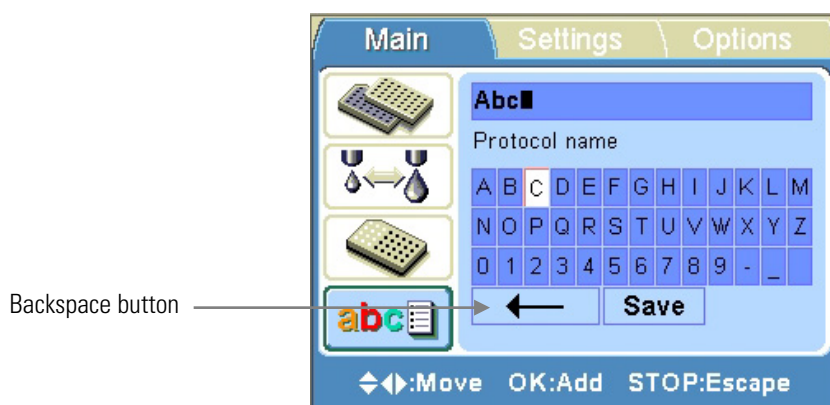 Main Settings Options
Abc
Protocol name
A B C D E F G H I J K L M
N O P Q R S T U V W X Y Z
0 1 2 3 4 5 6 7 8 9 - _
Backspace button
abc
Save
:Move OK:Add STOP:Escape